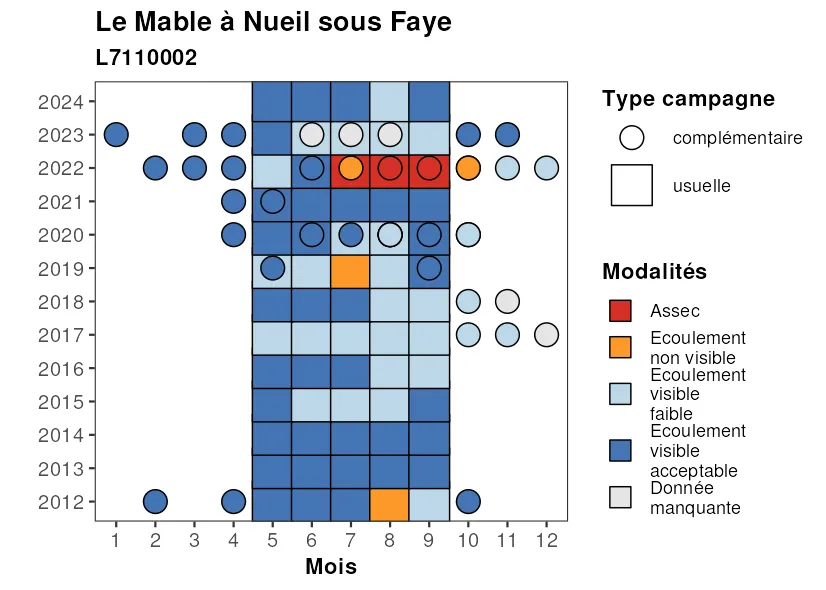 Le Mable à Nueil sous Faye
L7110002
2024
2023
2022
2021
2020
2019
2018
2017
2016
2015
2014
2013
2012
1 2 3 4 5 6 7 8 9 10 11 12
Mois
Type campagne
complémentaire
usuelle
Modalités
Assec
Ecoulement
non visible
Ecoulement
visible
faible
Ecoulement
visible
acceptable
Donnée
manquante